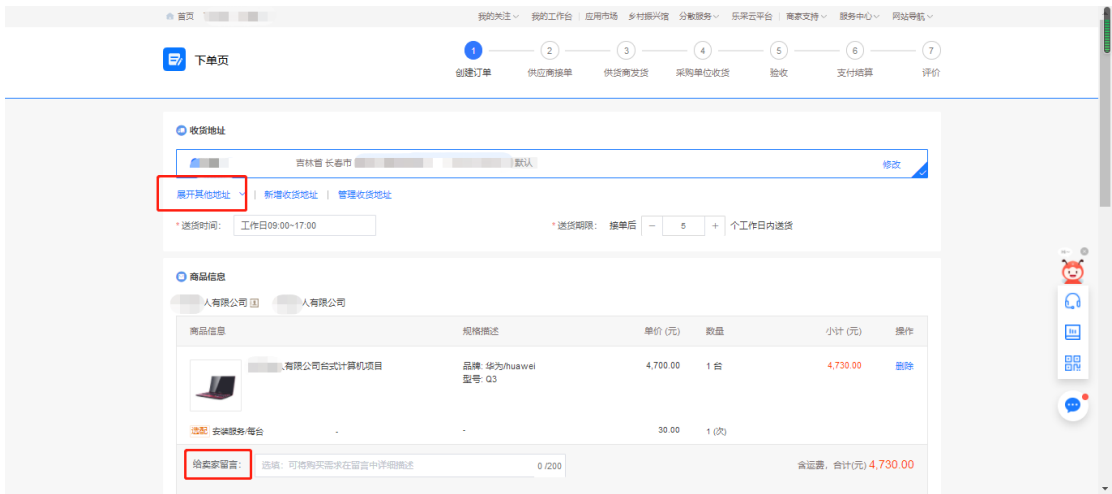 首页
我的关注 我的工作台 应用市场 乡村振兴馆 分散服务 乐采云平台 商家支持 服务中心 网站导航
下单页
1 2 3 4 5 6 7
创建订单 供应商接单 供货商发货 采购单位收货 验收 支付结算 评价
收货地址
吉林省 长春市 默认 修改
展开其他地址 | 新增收货地址 | 管理收货地址
*送货时间: 工作日09:00~17:00 *送货期限: 接单后 − 5 + 个工作日内送货
商品信息
人有限公司 人有限公司
商品信息 规格描述 单价 (元) 数量 小计 (元) 操作
有限公司台式计算机项目 品牌: 华为/huawei 4,700.00 1 台 4,730.00 删除
型号: Q3
选配 安装服务/每台 - - 30.00 1 (次)
给卖家留言: 选填: 可将购买需求在留言中详细描述 0 /200 含运费, 合计(元) 4,730.00